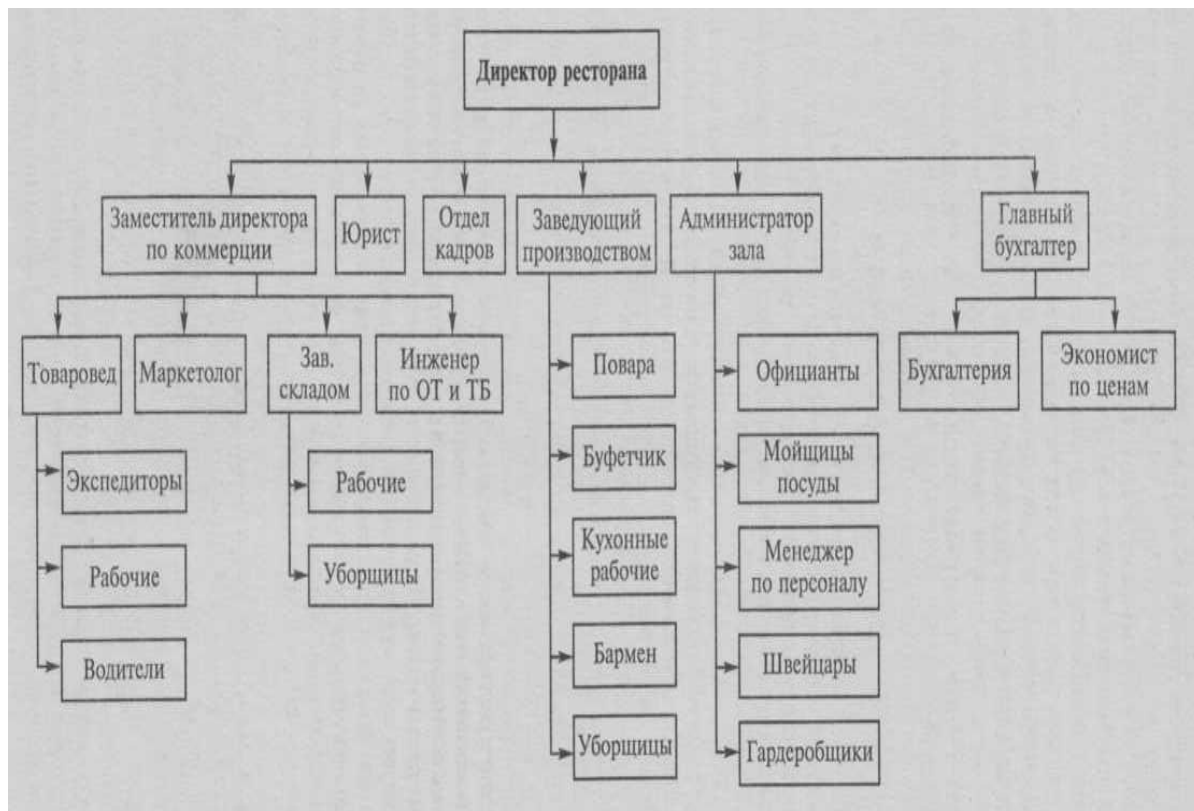 Директор ресторана
Заместитель директора
по коммерции
Юрист
Отдел
кадров
Заведующий
производством
Администратор
зала
Главный
бухгалтер
Товаровед
Маркетолог
Зав.
складом
Инженер
по ОТ и ТБ
Повара
Официанты
Бухгалтерия
Экономист
по ценам
Экспедиторы
Рабочие
Буфетчик
Мойщицы
посуды
Рабочие
Уборщицы
Кухонные
рабочие
Менеджер
по персоналу
Водители
Бармен
Швейцары
Уборщицы
Гардеробщики